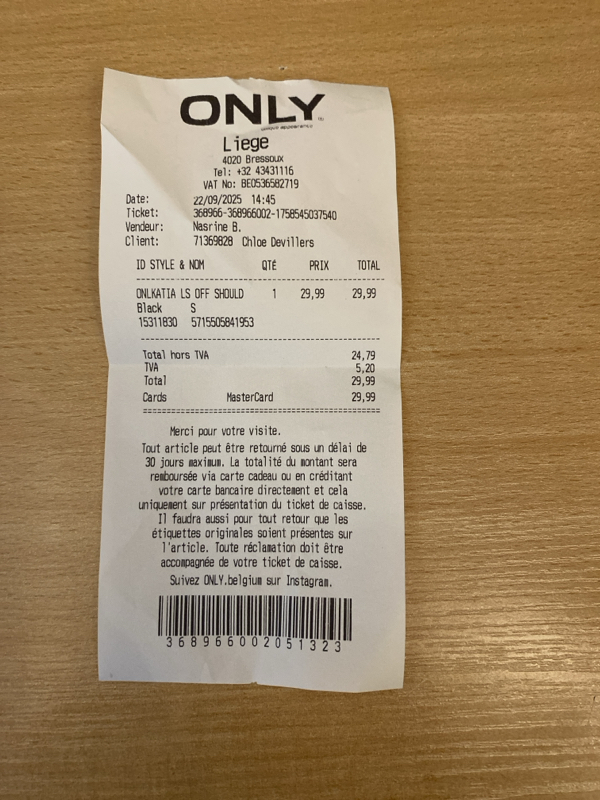 ONLY
Liege
4020 Bressoux
Tel: +32 43431116
VAT No: BE0536582719
Date: 22/09/2025 14:45
Ticket: 368966-368966002-1758545037540
Vendeur: Nasrine B.
Client: 71369828 Chloe Devillers
ID STYLE & NOM QTÉ PRIX TOTAL
ONLKATIA LS OFF SHOULD 1 29,99 29,99
Black S
15311830 5715505841953
Total hors TVA 24,79
TVA 5,20
Total 29,99
Cards MasterCard 29,99
Merci pour votre visite.
Tout article peut être retourné sous un délai de
30 jours maximum. La totalité du montant sera
remboursée via carte cadeau ou en créditant
votre carte bancaire directement et cela
uniquement sur présentation du ticket de caisse.
Il faudra aussi pour tout retour que les
étiquettes originales soient présentes sur
l'article. Toute réclamation doit être
accompagnée de votre ticket de caisse.
Suivez ONLY.belgium sur Instagram.
368966002051323